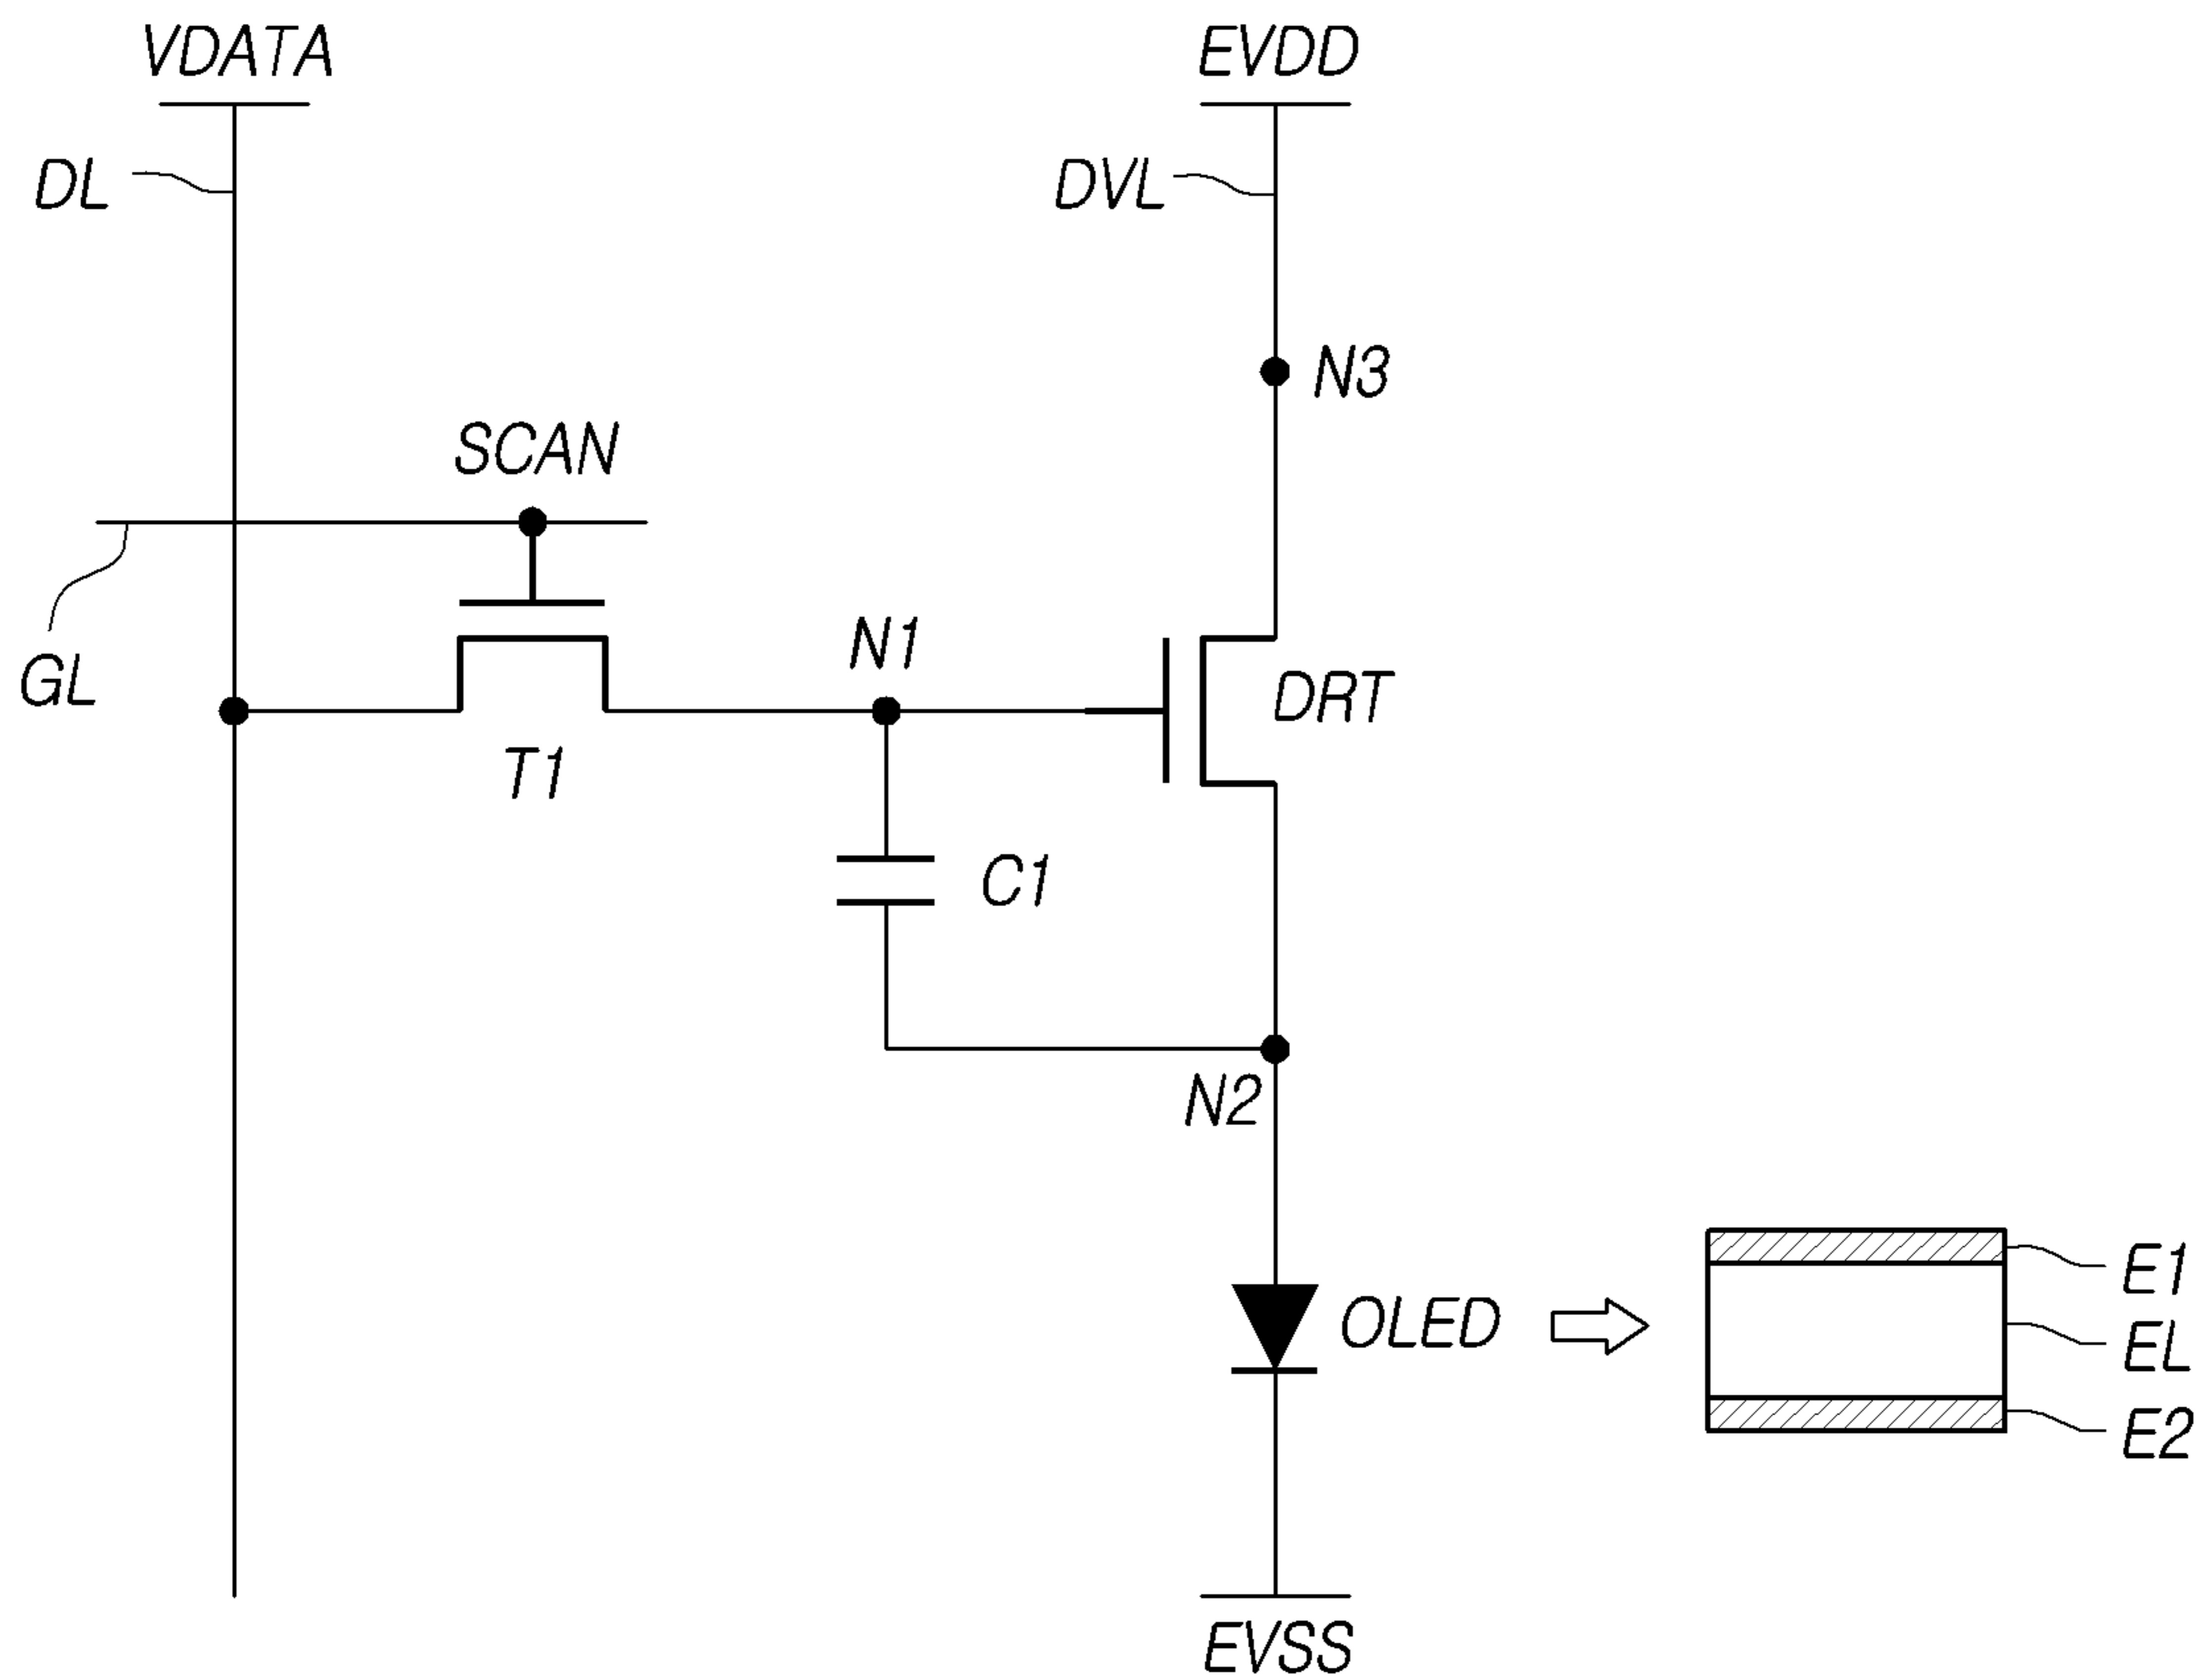 VDATA
EVDD
DL
DVL
N3
SCAN
GL
N1
DRT
T1
C1
N2
OLED
E1
EL
E2
EVSS